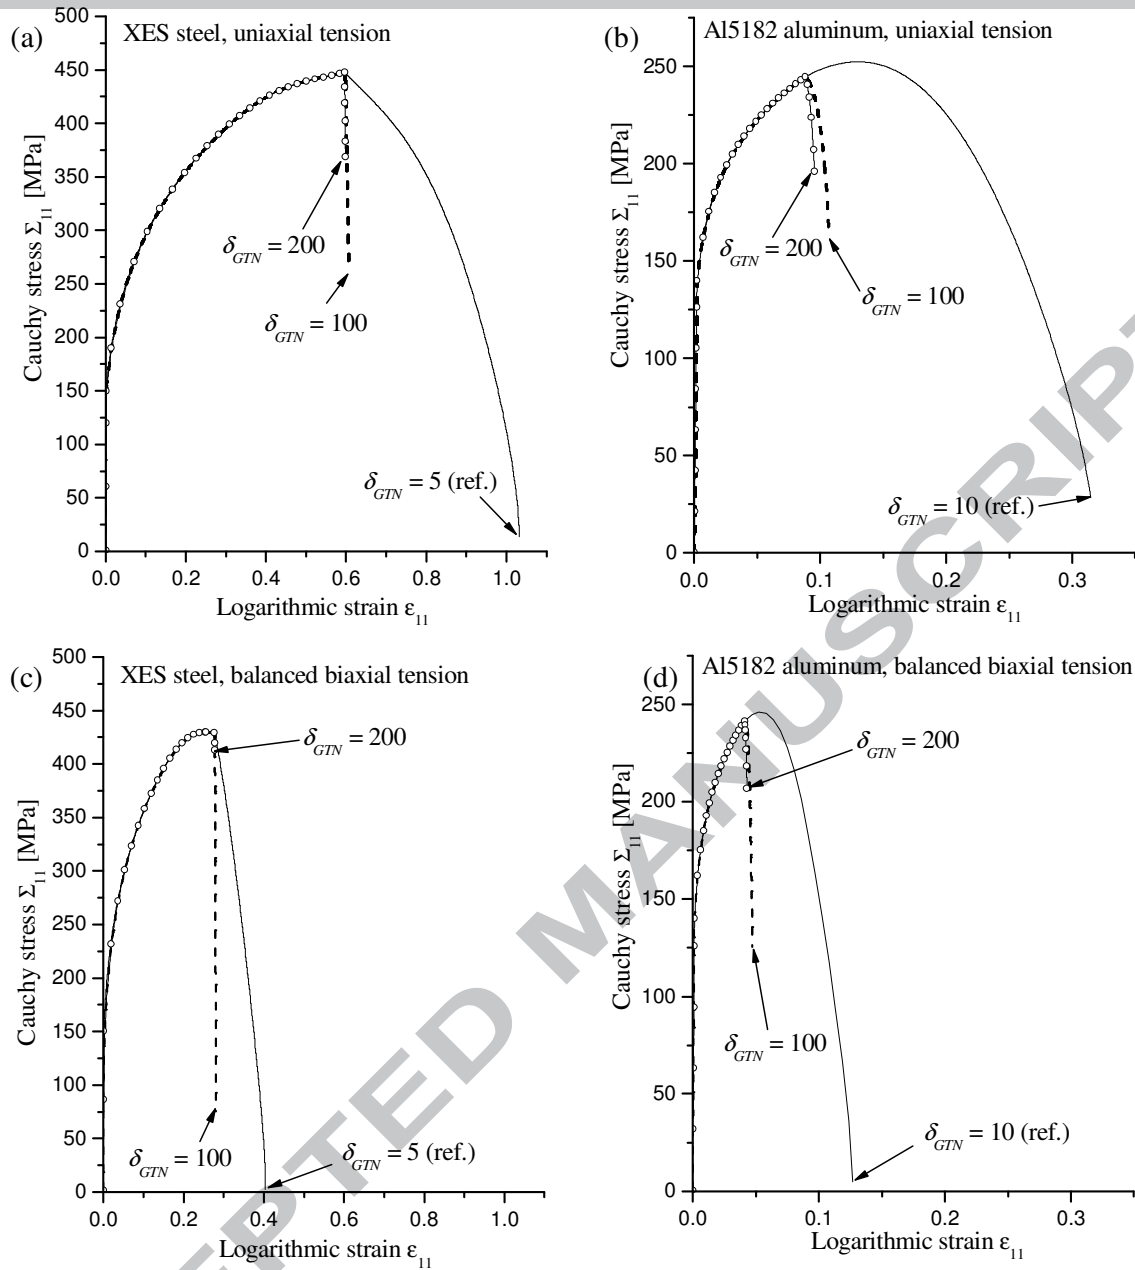 (a) XES steel, uniaxial tension
500
450
400
350
300
250
200
150
100
50
0
Cauchy stress Σ11 [MPa]
δGTN = 200
δGTN = 100
δGTN = 5 (ref.)
0.0 0.2 0.4 0.6 0.8 1.0
Logarithmic strain ε11
(b) Al5182 aluminum, uniaxial tension
250
200
150
100
50
0
Cauchy stress Σ11 [MPa]
δGTN = 200
δGTN = 100
δGTN = 10 (ref.)
0.0 0.1 0.2 0.3
Logarithmic strain ε11
(c) XES steel, balanced biaxial tension
500
450
400
350
300
250
200
150
100
50
0
Cauchy stress Σ11 [MPa]
δGTN = 200
δGTN = 100
δGTN = 5 (ref.)
0.0 0.2 0.4 0.6 0.8 1.0
Logarithmic strain ε11
(d) Al5182 aluminum, balanced biaxial tension
250
200
150
100
50
0
Cauchy stress Σ11 [MPa]
δGTN = 200
δGTN = 100
δGTN = 10 (ref.)
0.0 0.1 0.2 0.3
Logarithmic strain ε11
EPTED MANUSCRIPT